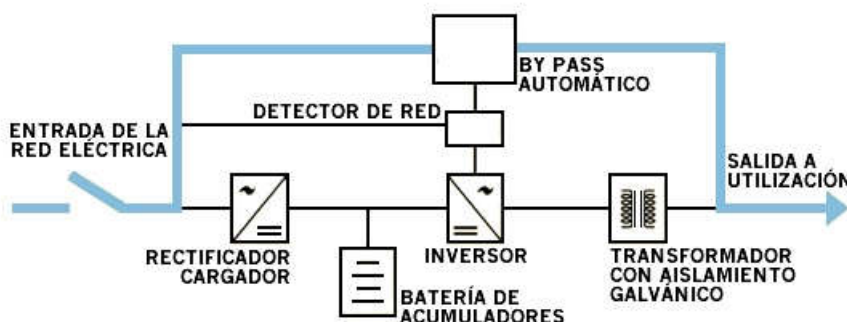 BY PASS
AUTOMÁTICO
DETECTOR DE RED
ENTRADA DE LA
RED ELÉCTRICA
SALIDA A
UTILIZACIÓN
RECTIFICADOR
CARGADOR
INVERSOR
TRANSFORMADOR
CON AISLAMIENTO
GALVÁNICO
BATERÍA DE
ACUMULADORES